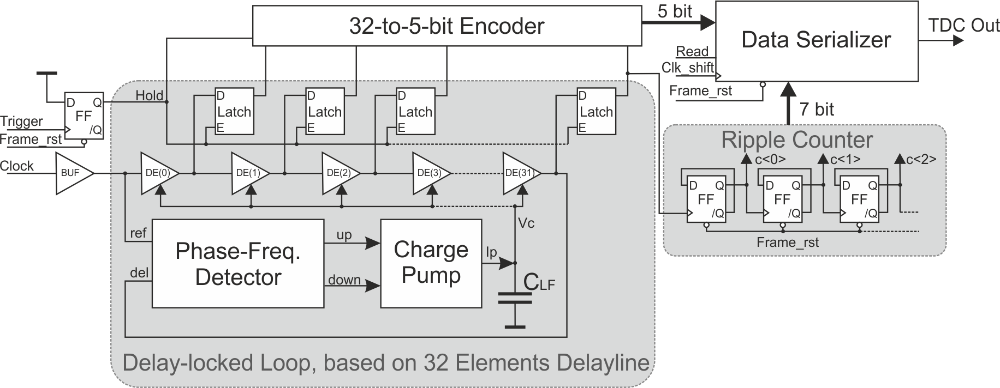 32-to-5-bit Encoder
5 bit
Data Serializer
TDC Out
Read
Clk_shift
Frame_rst
7 bit
Hold
D
Q
FF
/Q
Trigger
Frame_rst
D
Latch
E
D
Latch
E
D
Latch
E
D
Latch
E
Clock
BUF
DE(0)
DE(1)
DE(2)
DE(3)
DE(31)
Vc
ref
del
Phase-Freq.
Detector
up
down
Charge
Pump
Ip
CLF
Delay-locked Loop, based on 32 Elements Delayline
Ripple Counter
c<0>
c<1>
c<2>
D
Q
FF
/Q
D
Q
FF
/Q
D
Q
FF
/Q
Frame_rst